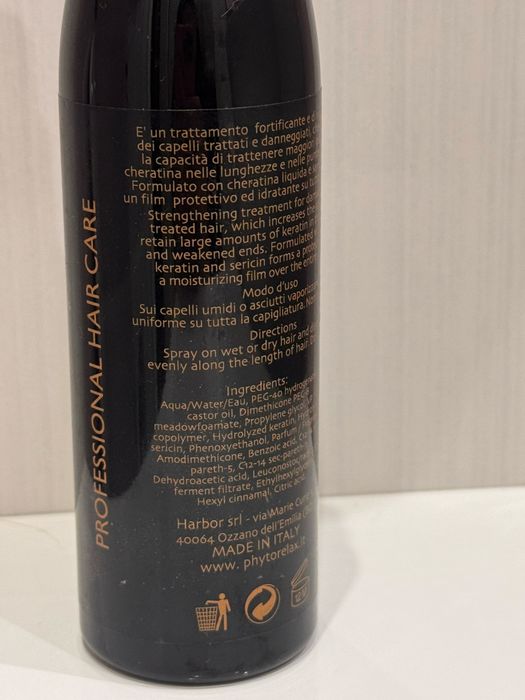 PROFESSIONAL HAIR CARE
E' un trattamento fortificante e
dei capelli trattati e danneggiati,
la capacità di trattenere maggiori
cheratina nelle lunghezze e nelle
Formulato con cheratina liquida e
un film protettivo ed idratante su
Strengthening treatment for
treated hair, which increases the
retain large amounts of keratin in
and weakened ends. Formulated
keratin and sericin forms a
a moisturizing film over the
Modo d'uso
Sui capelli umidi o asciutti
uniforme su tutta la capigliatura.
Directions
Spray on wet or dry hair and
evenly along the length of hair.
Ingredients:
Aqua/Water/Eau, PEG-40
castor oil, Dimethicone
meadowfoamate, Propylene glycol,
copolymer, Hydrolyzed keratin,
sericin, Phenoxyethanol, Parfum /
Amodimethicone, Benzoic acid,
pareth-5, C12-14
Dehydroacetic acid,
ferment filtrate,
Hexyl cinnamal, Citric acid
Harbor srl - via Marie
40064 Ozzano dell'Emilia
MADE IN ITALY
www. phytorelax.it
12 M